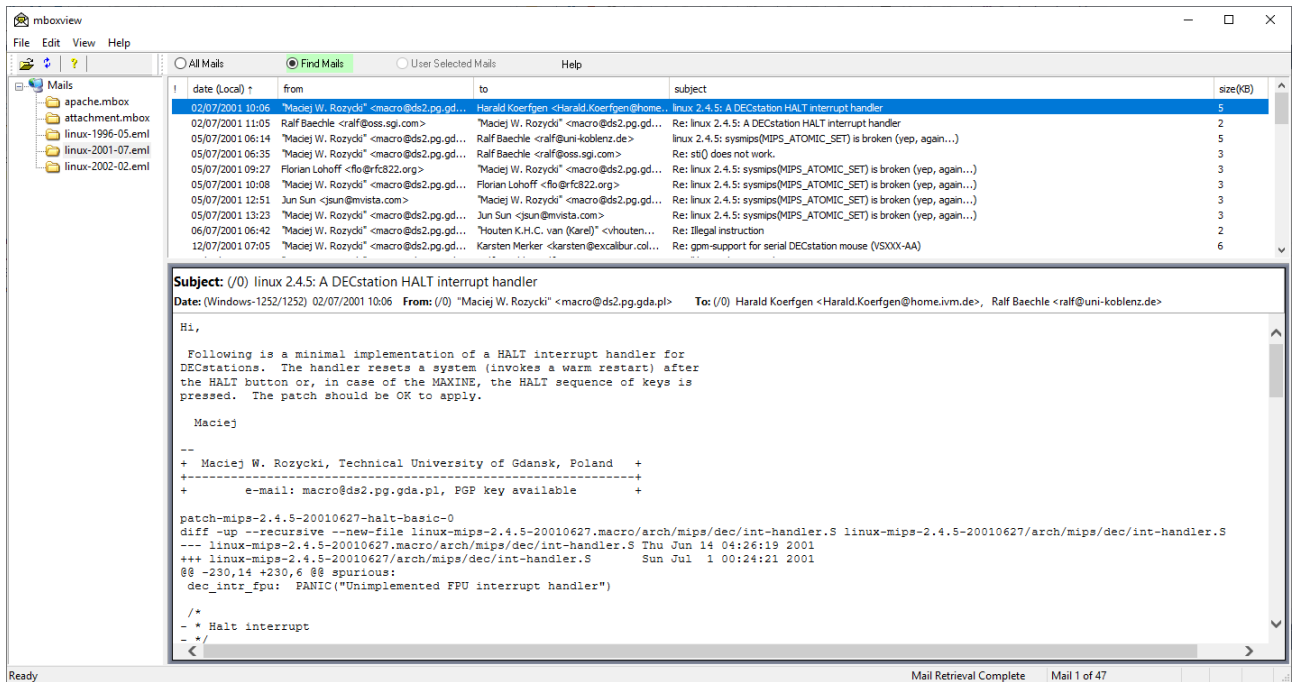 mboxview
File Edit View Help
All Mails Find Mails User Selected Mails Help
Mails
apache.mbox
attachment.mbox
linux-1996-05.eml
linux-2001-07.eml
linux-2002-02.eml
! date (Local) ↑ from to subject size(KB)
02/07/2001 10:06 "Maciej W. Rozycki" <macro@ds2.pg.gd... Harald Koerfgen <Harald.Koerfgen@home... linux 2.4.5: A DECstation HALT interrupt handler 5
02/07/2001 11:05 Ralf Baechle <ralf@oss.sgi.com> "Maciej W. Rozycki" <macro@ds2.pg.gd... Re: linux 2.4.5: A DECstation HALT interrupt handler 2
05/07/2001 06:14 "Maciej W. Rozycki" <macro@ds2.pg.gd... Ralf Baechle <ralf@uni-koblenz.de> linux 2.4.5: sysmips(MIPS_ATOMIC_SET) is broken (yep, again...) 5
05/07/2001 06:35 "Maciej W. Rozycki" <macro@ds2.pg.gd... Ralf Baechle <ralf@oss.sgi.com> Re: sti() does not work. 3
05/07/2001 09:27 Florian Lohoff <flo@rfc822.org> "Maciej W. Rozycki" <macro@ds2.pg.gd... Re: linux 2.4.5: sysmips(MIPS_ATOMIC_SET) is broken (yep, again...) 3
05/07/2001 10:08 "Maciej W. Rozycki" <macro@ds2.pg.gd... Florian Lohoff <flo@rfc822.org> Re: linux 2.4.5: sysmips(MIPS_ATOMIC_SET) is broken (yep, again...) 3
05/07/2001 12:51 Jun Sun <jsun@mvista.com> "Maciej W. Rozycki" <macro@ds2.pg.gd... Re: linux 2.4.5: sysmips(MIPS_ATOMIC_SET) is broken (yep, again...) 3
05/07/2001 13:23 "Maciej W. Rozycki" <macro@ds2.pg.gd... Jun Sun <jsun@mvista.com> Re: linux 2.4.5: sysmips(MIPS_ATOMIC_SET) is broken (yep, again...) 3
06/07/2001 06:42 "Maciej W. Rozycki" <macro@ds2.pg.gd... "Houten K.H.C. van (Karel)" <vhouten... Re: Illegal instruction 2
12/07/2001 07:05 "Maciej W. Rozycki" <macro@ds2.pg.gd... Karsten Merker <karsten@excalibur.col... Re: gpm-support for serial DECstation mouse (VSXXX-AA) 6
Subject: (/0) linux 2.4.5: A DECstation HALT interrupt handler
Date: (Windows-1252/1252) 02/07/2001 10:06 From: (/0) "Maciej W. Rozycki" <macro@ds2.pg.gda.pl> To: (/0) Harald Koerfgen <Harald.Koerfgen@home.ivm.de>, Ralf Baechle <ralf@uni-koblenz.de>
Hi,
Following is a minimal implementation of a HALT interrupt handler for
DECstations. The handler resets a system (invokes a warm restart) after
the HALT button or, in case of the MAXINE, the HALT sequence of keys is
pressed. The patch should be OK to apply.
Maciej
--
+ Maciej W. Rozycki, Technical University of Gdansk, Poland +
+--------------------------------------------------------------+
+ e-mail: macro@ds2.pg.gda.pl, PGP key available +
patch-mips-2.4.5-20010627-halt-basic-0
diff -up --recursive --new-file linux-mips-2.4.5-20010627.macro/arch/mips/dec/int-handler.S linux-mips-2.4.5-20010627/arch/mips/dec/int-handler.S
--- linux-mips-2.4.5-20010627.macro/arch/mips/dec/int-handler.S Thu Jun 14 04:26:19 2001
+++ linux-mips-2.4.5-20010627/arch/mips/dec/int-handler.S Sun Jul 1 00:24:21 2001
@@ -230,14 +230,6 @@ spurious:
dec_intr_fpu: PANIC("Unimplemented FPU interrupt handler")
/*
- * Halt interrupt
- */
Ready Mail Retrieval Complete Mail 1 of 47